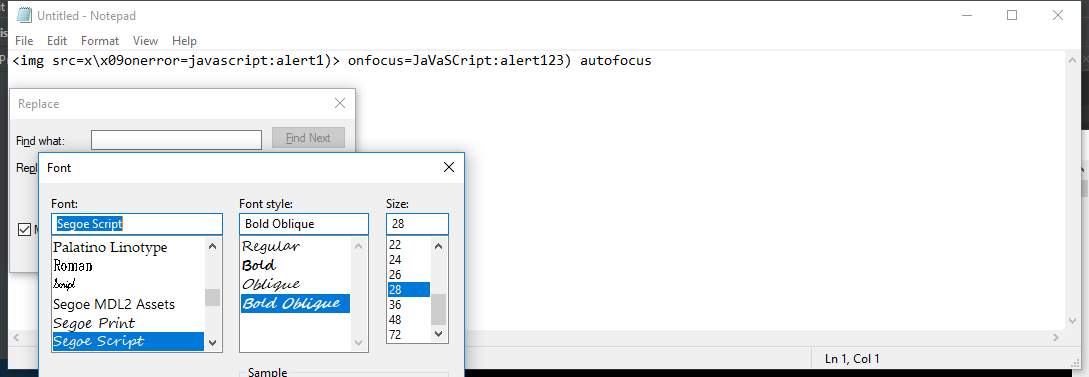 Untitled - Notepad
File Edit Format View Help
<img src=x\x09onerror=javascript:alert1)> onfocus=JaVaSCript:alert123) autofocus
Replace
Find what:
Find Next
Font
Font:
Font style:
Size:
Segoe Script
Bold Oblique
28
Palatino Linotype
Roman
Script
Segoe MDL2 Assets
Segoe Print
Segoe Script
Regular
Bold
Oblique
Bold Oblique
22
24
26
28
36
48
72
Sample
Ln 1, Col 1